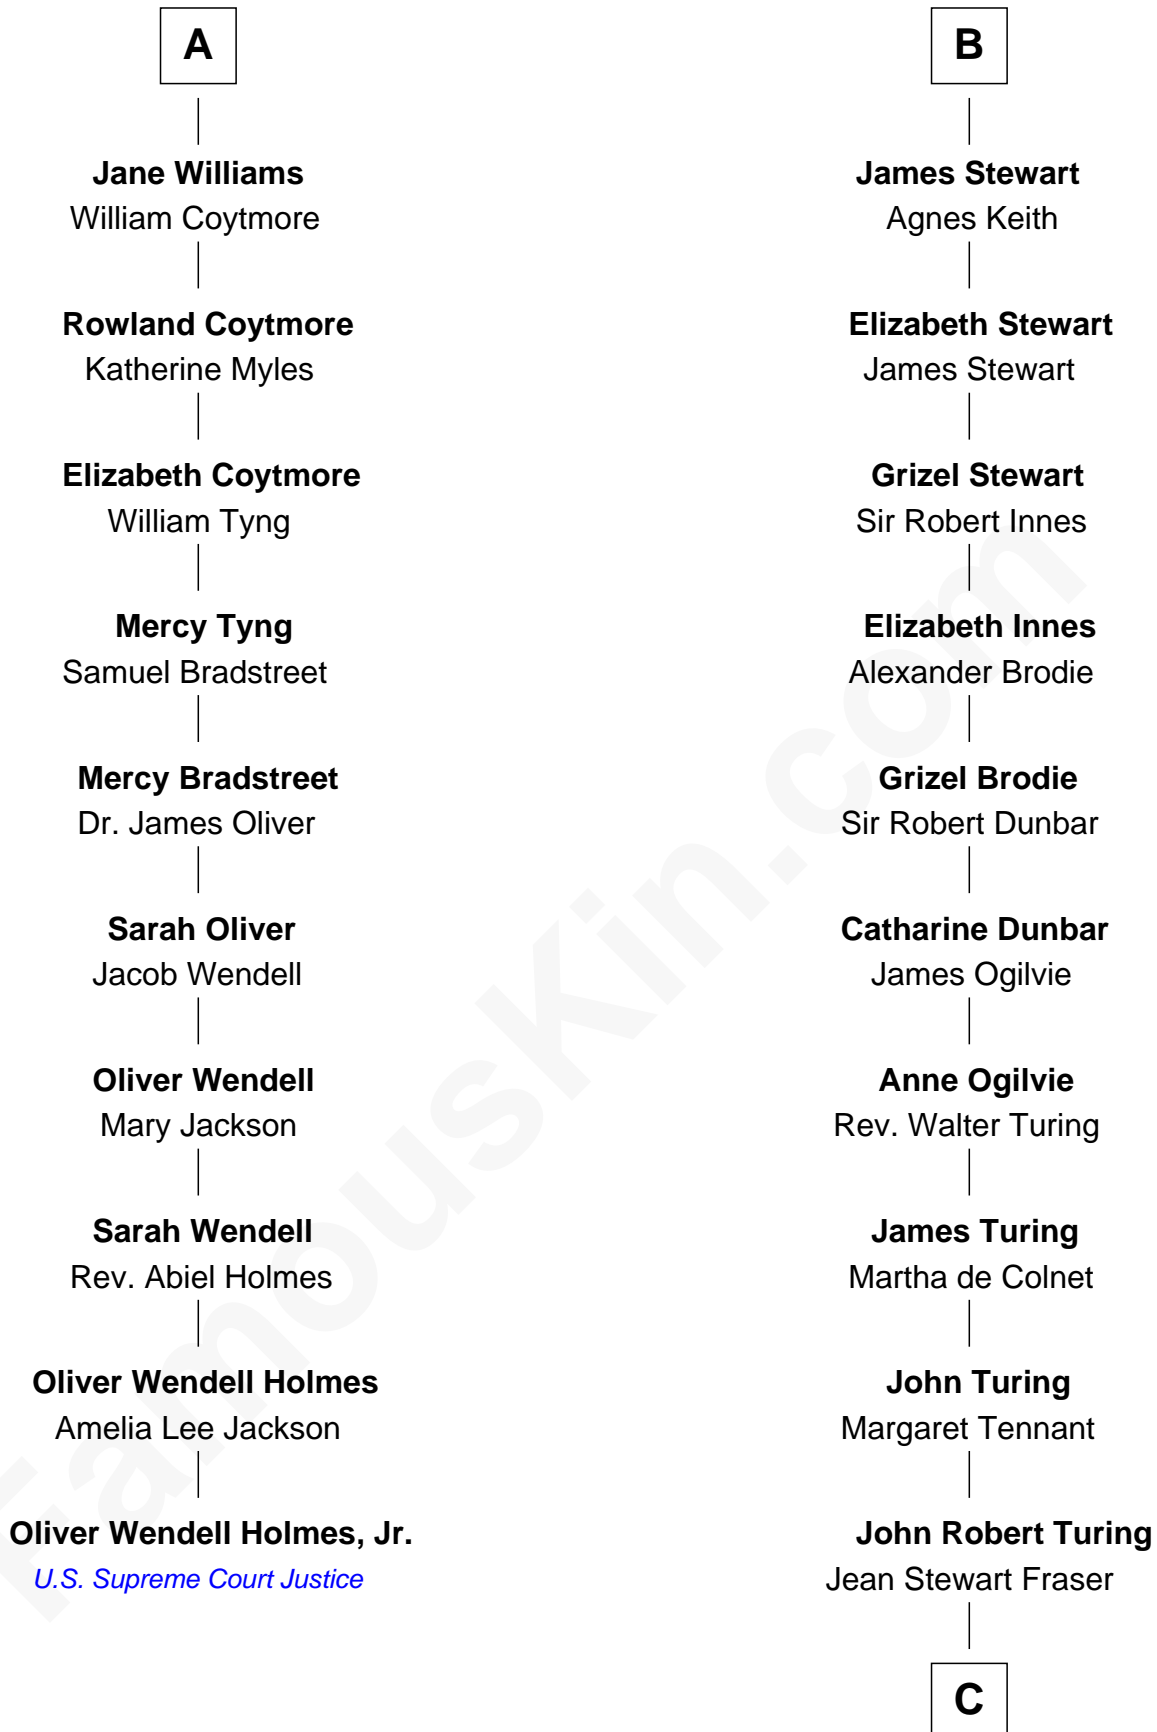 A
Jane Williams
William Coytmore
Rowland Coytmore
Katherine Myles
Elizabeth Coytmore
William Tyng
Mercy Tyng
Samuel Bradstreet
Mercy Bradstreet
Dr. James Oliver
Sarah Oliver
Jacob Wendell
Oliver Wendell
Mary Jackson
Sarah Wendell
Rev. Abiel Holmes
Oliver Wendell Holmes
Amelia Lee Jackson
Oliver Wendell Holmes, Jr.
U.S. Supreme Court Justice
B
James Stewart
Agnes Keith
Elizabeth Stewart
James Stewart
Grizel Stewart
Sir Robert Innes
Elizabeth Innes
Alexander Brodie
Grizel Brodie
Sir Robert Dunbar
Catharine Dunbar
James Ogilvie
Anne Ogilvie
Rev. Walter Turing
James Turing
Martha de Colnet
John Turing
Margaret Tennant
John Robert Turing
Jean Stewart Fraser
C
FamousKin.com